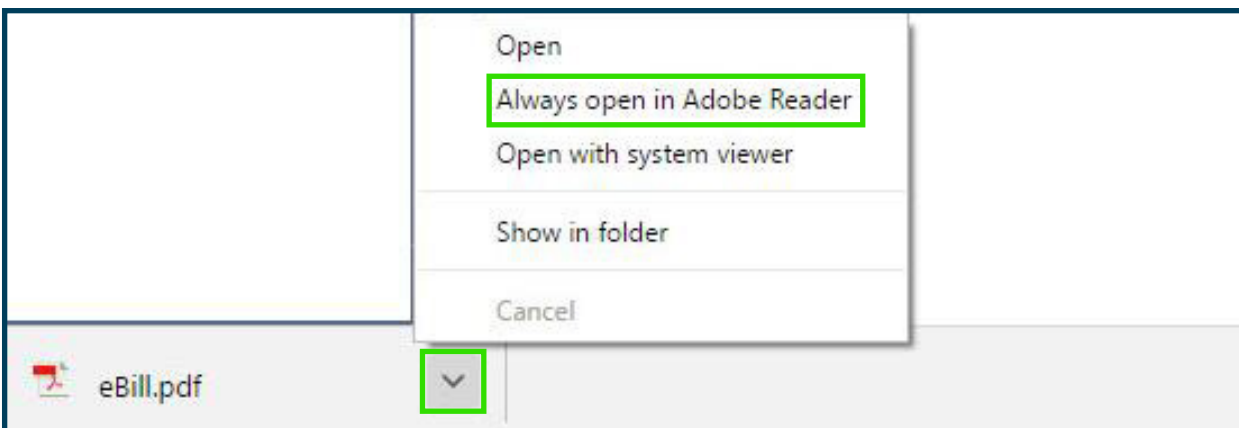 Open
Always open in Adobe Reader
Open with system viewer
Show in folder
Cancel
eBill.pdf